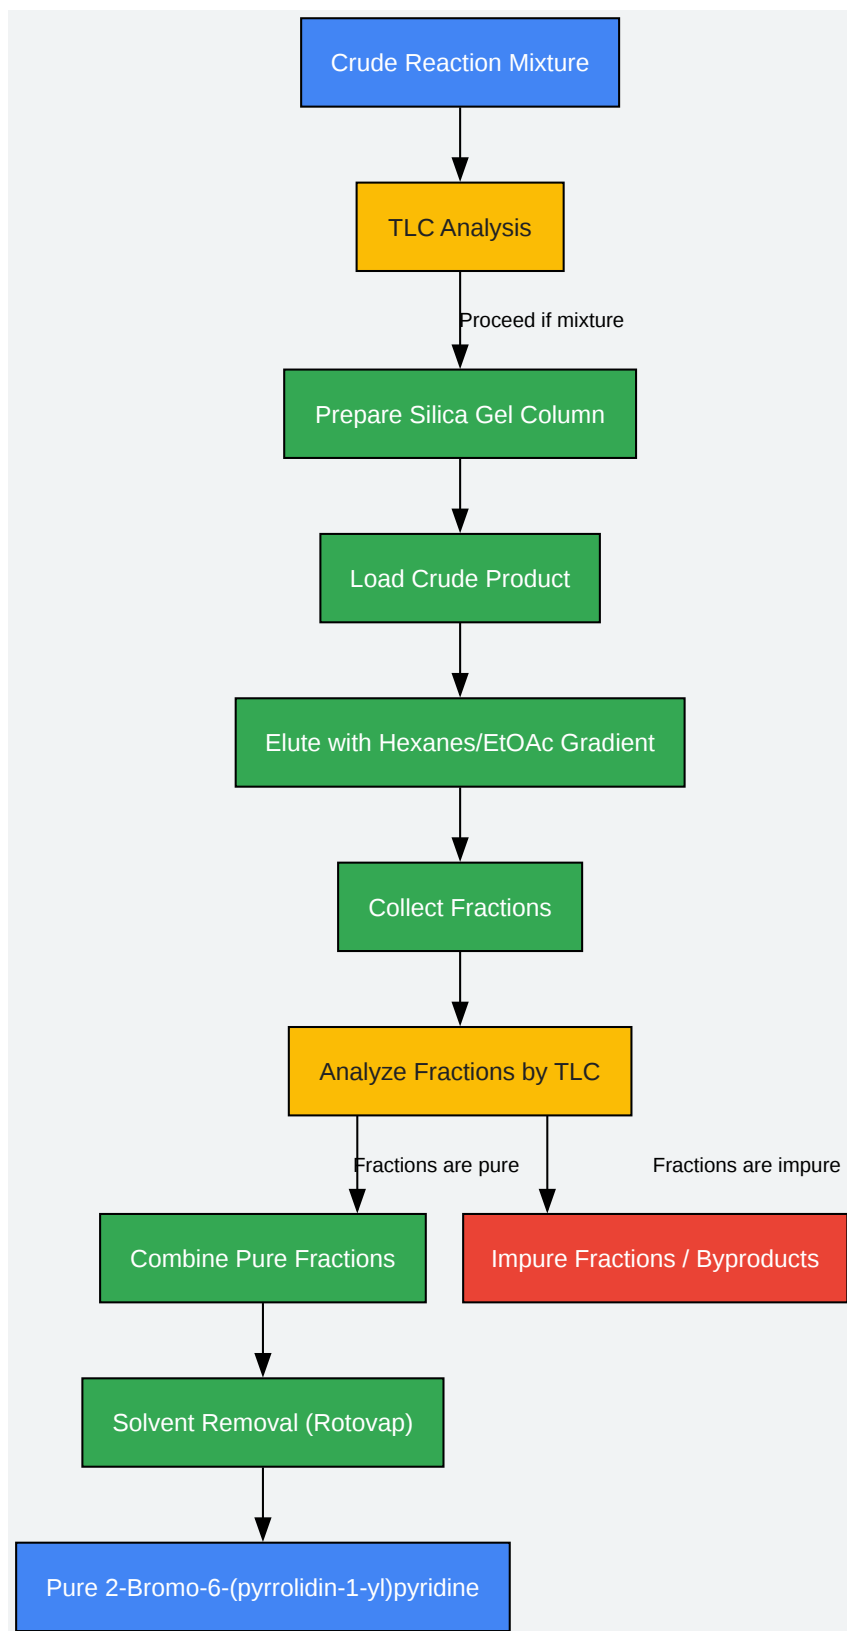 Crude Reaction Mixture
TLC Analysis
Proceed if mixture
Prepare Silica Gel Column
Load Crude Product
Elute with Hexanes/EtOAc Gradient
Collect Fractions
Analyze Fractions by TLC
Fractions are pure
Fractions are impure
Combine Pure Fractions
Impure Fractions / Byproducts
Solvent Removal (Rotovap)
Pure 2-Bromo-6-(pyrrolidin-1-yl)pyridine